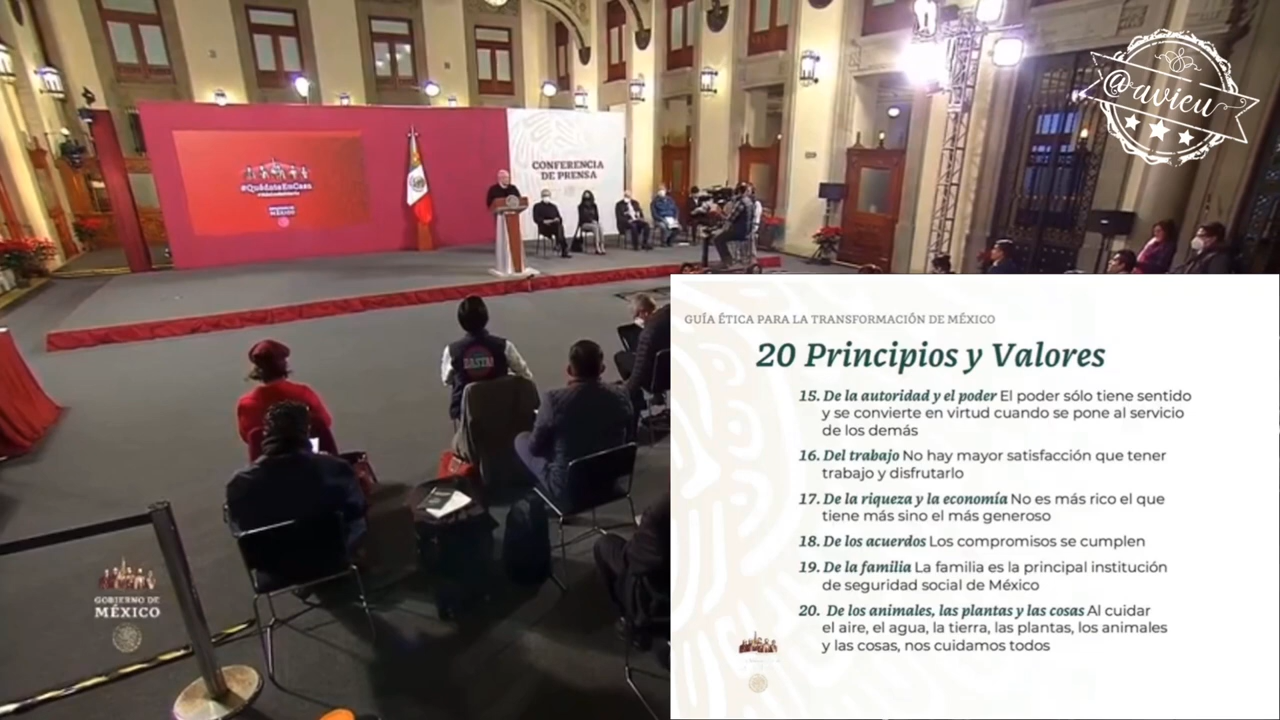 @avieu
#QuédateEnCasa
CONFERENCIA
DE PRENSA
GOBIERNO DE
MÉXICO
GUÍA ÉTICA PARA LA TRANSFORMACIÓN DE MÉXICO
20 Principios y Valores
15. De la autoridad y el poder El poder sólo tiene sentido
y se convierte en virtud cuando se pone al servicio
de los demás
16. Del trabajo No hay mayor satisfacción que tener
trabajo y disfrutarlo
17. De la riqueza y la economía No es más rico el que
tiene más sino el más generoso
18. De los acuerdos Los compromisos se cumplen
19. De la familia La familia es la principal institución
de seguridad social de México
20. De los animales, las plantas y las cosas Al cuidar
el aire, el agua, la tierra, las plantas, los animales
y las cosas, nos cuidamos todos